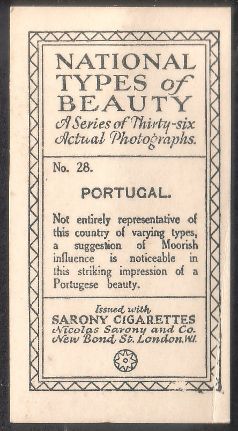 NATIONAL
TYPES of
BEAUTY
A Series of Thirty-six
Actual Photographs.
No. 28.
PORTUGAL.
Not entirely representative of
this country of varying types,
a suggestion of Moorish
influence is noticeable in
this striking impression of a
Portugese beauty.
Issued with
SARONY CIGARETTES
Nicolas Sarony and Co.
New Bond St. London, W1.